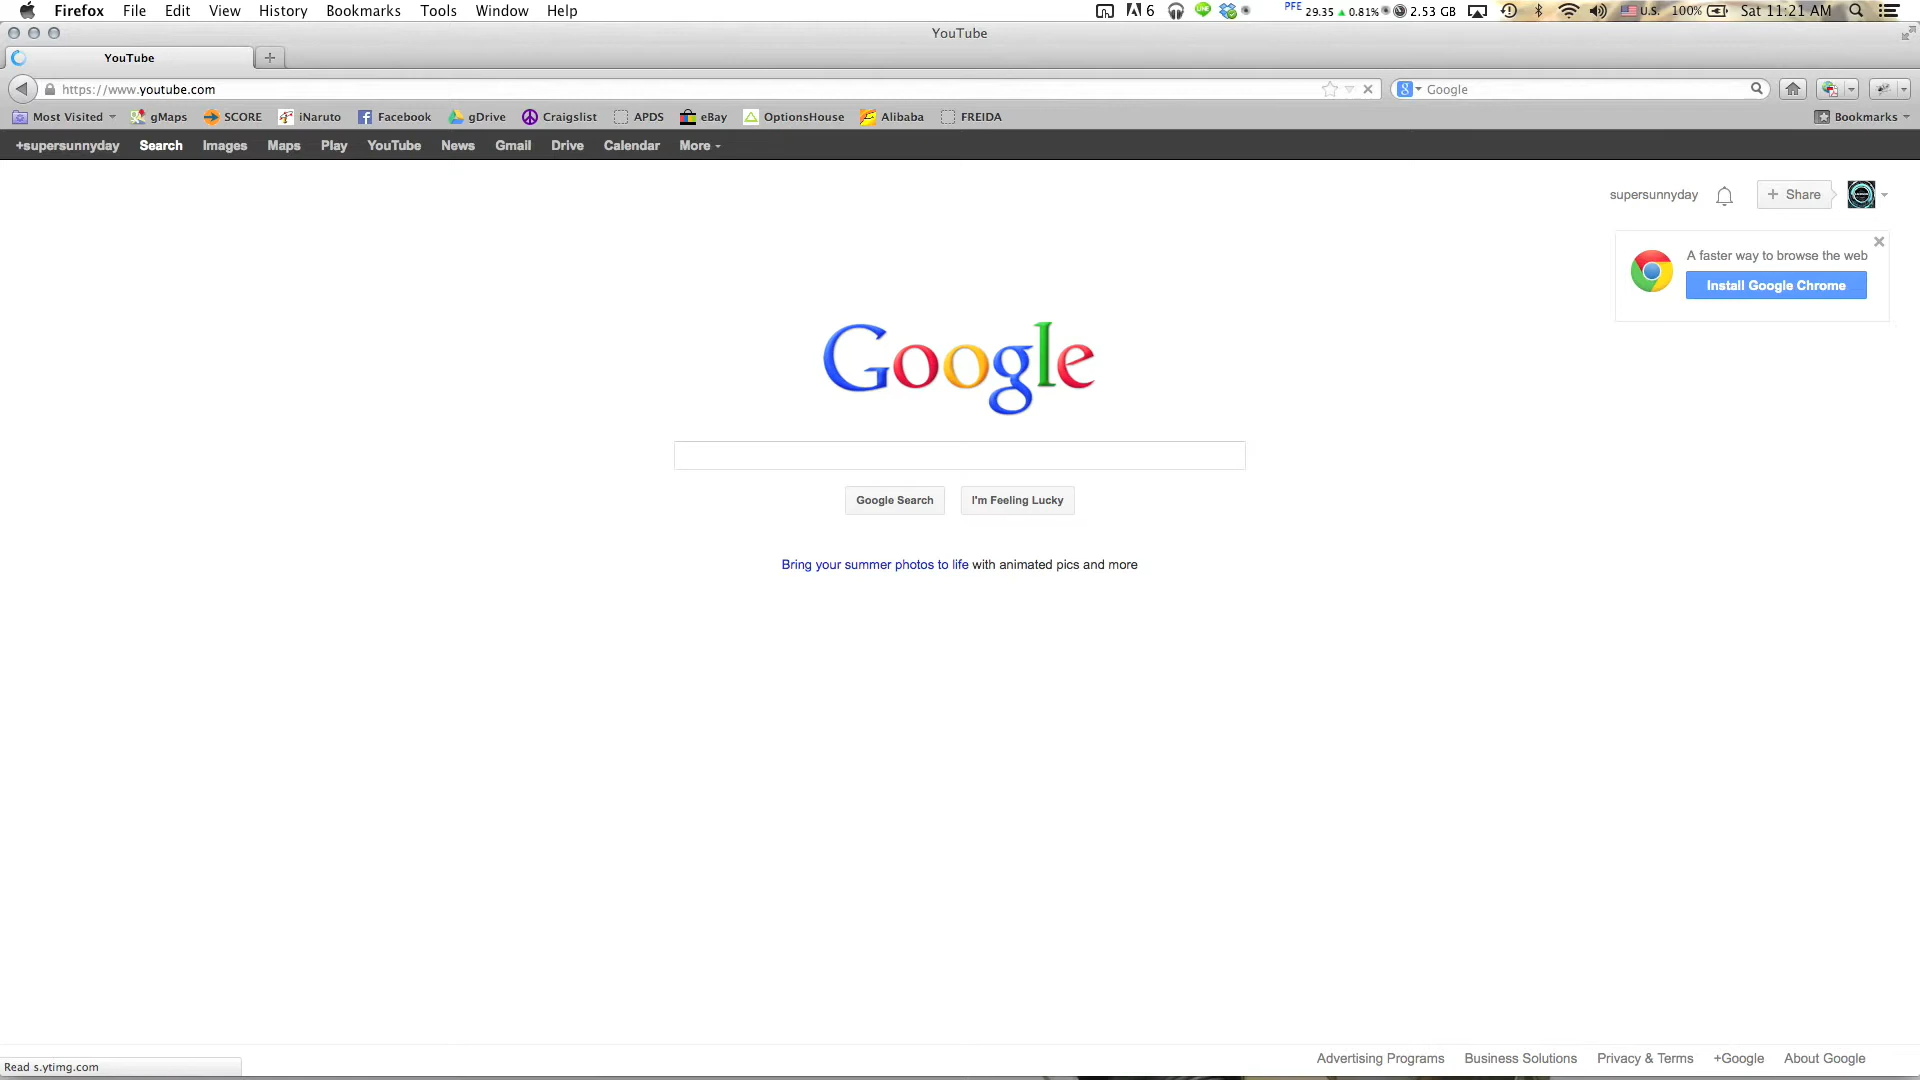 Firefox File Edit View History Bookmarks Tools Window Help 6 PFE 29.35 0.81% 2.53 GB U.S. 100% Sat 11:21 AM
YouTube
YouTube
https://www.youtube.com Google
Most Visited gMaps SCORE iNaruto Facebook gDrive Craigslist APDS eBay OptionsHouse Alibaba FREIDA Bookmarks
+supersunnyday Search Images Maps Play YouTube News Gmail Drive Calendar More
supersunnyday + Share
A faster way to browse the web
Install Google Chrome
Google
Google Search I'm Feeling Lucky
Bring your summer photos to life with animated pics and more
Advertising Programs Business Solutions Privacy & Terms +Google About Google
Read s.ytimg.com